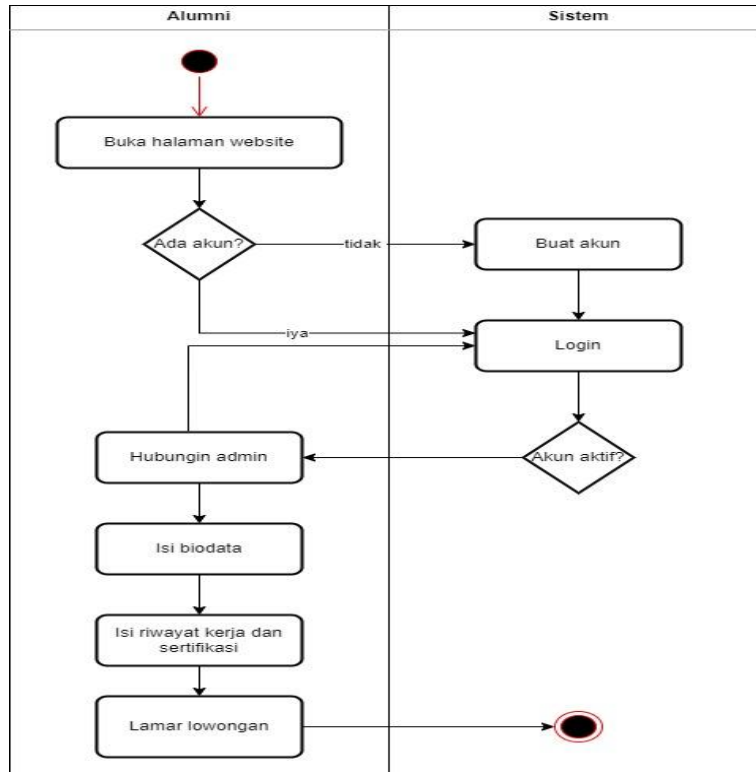 Alumni
Sistem
Buka halaman website
Ada akun?
tidak
Buat akun
iya
Login
Hubungin admin
Akun aktif?
Isi biodata
Isi riwayat kerja dan
sertifikasi
Lamar lowongan